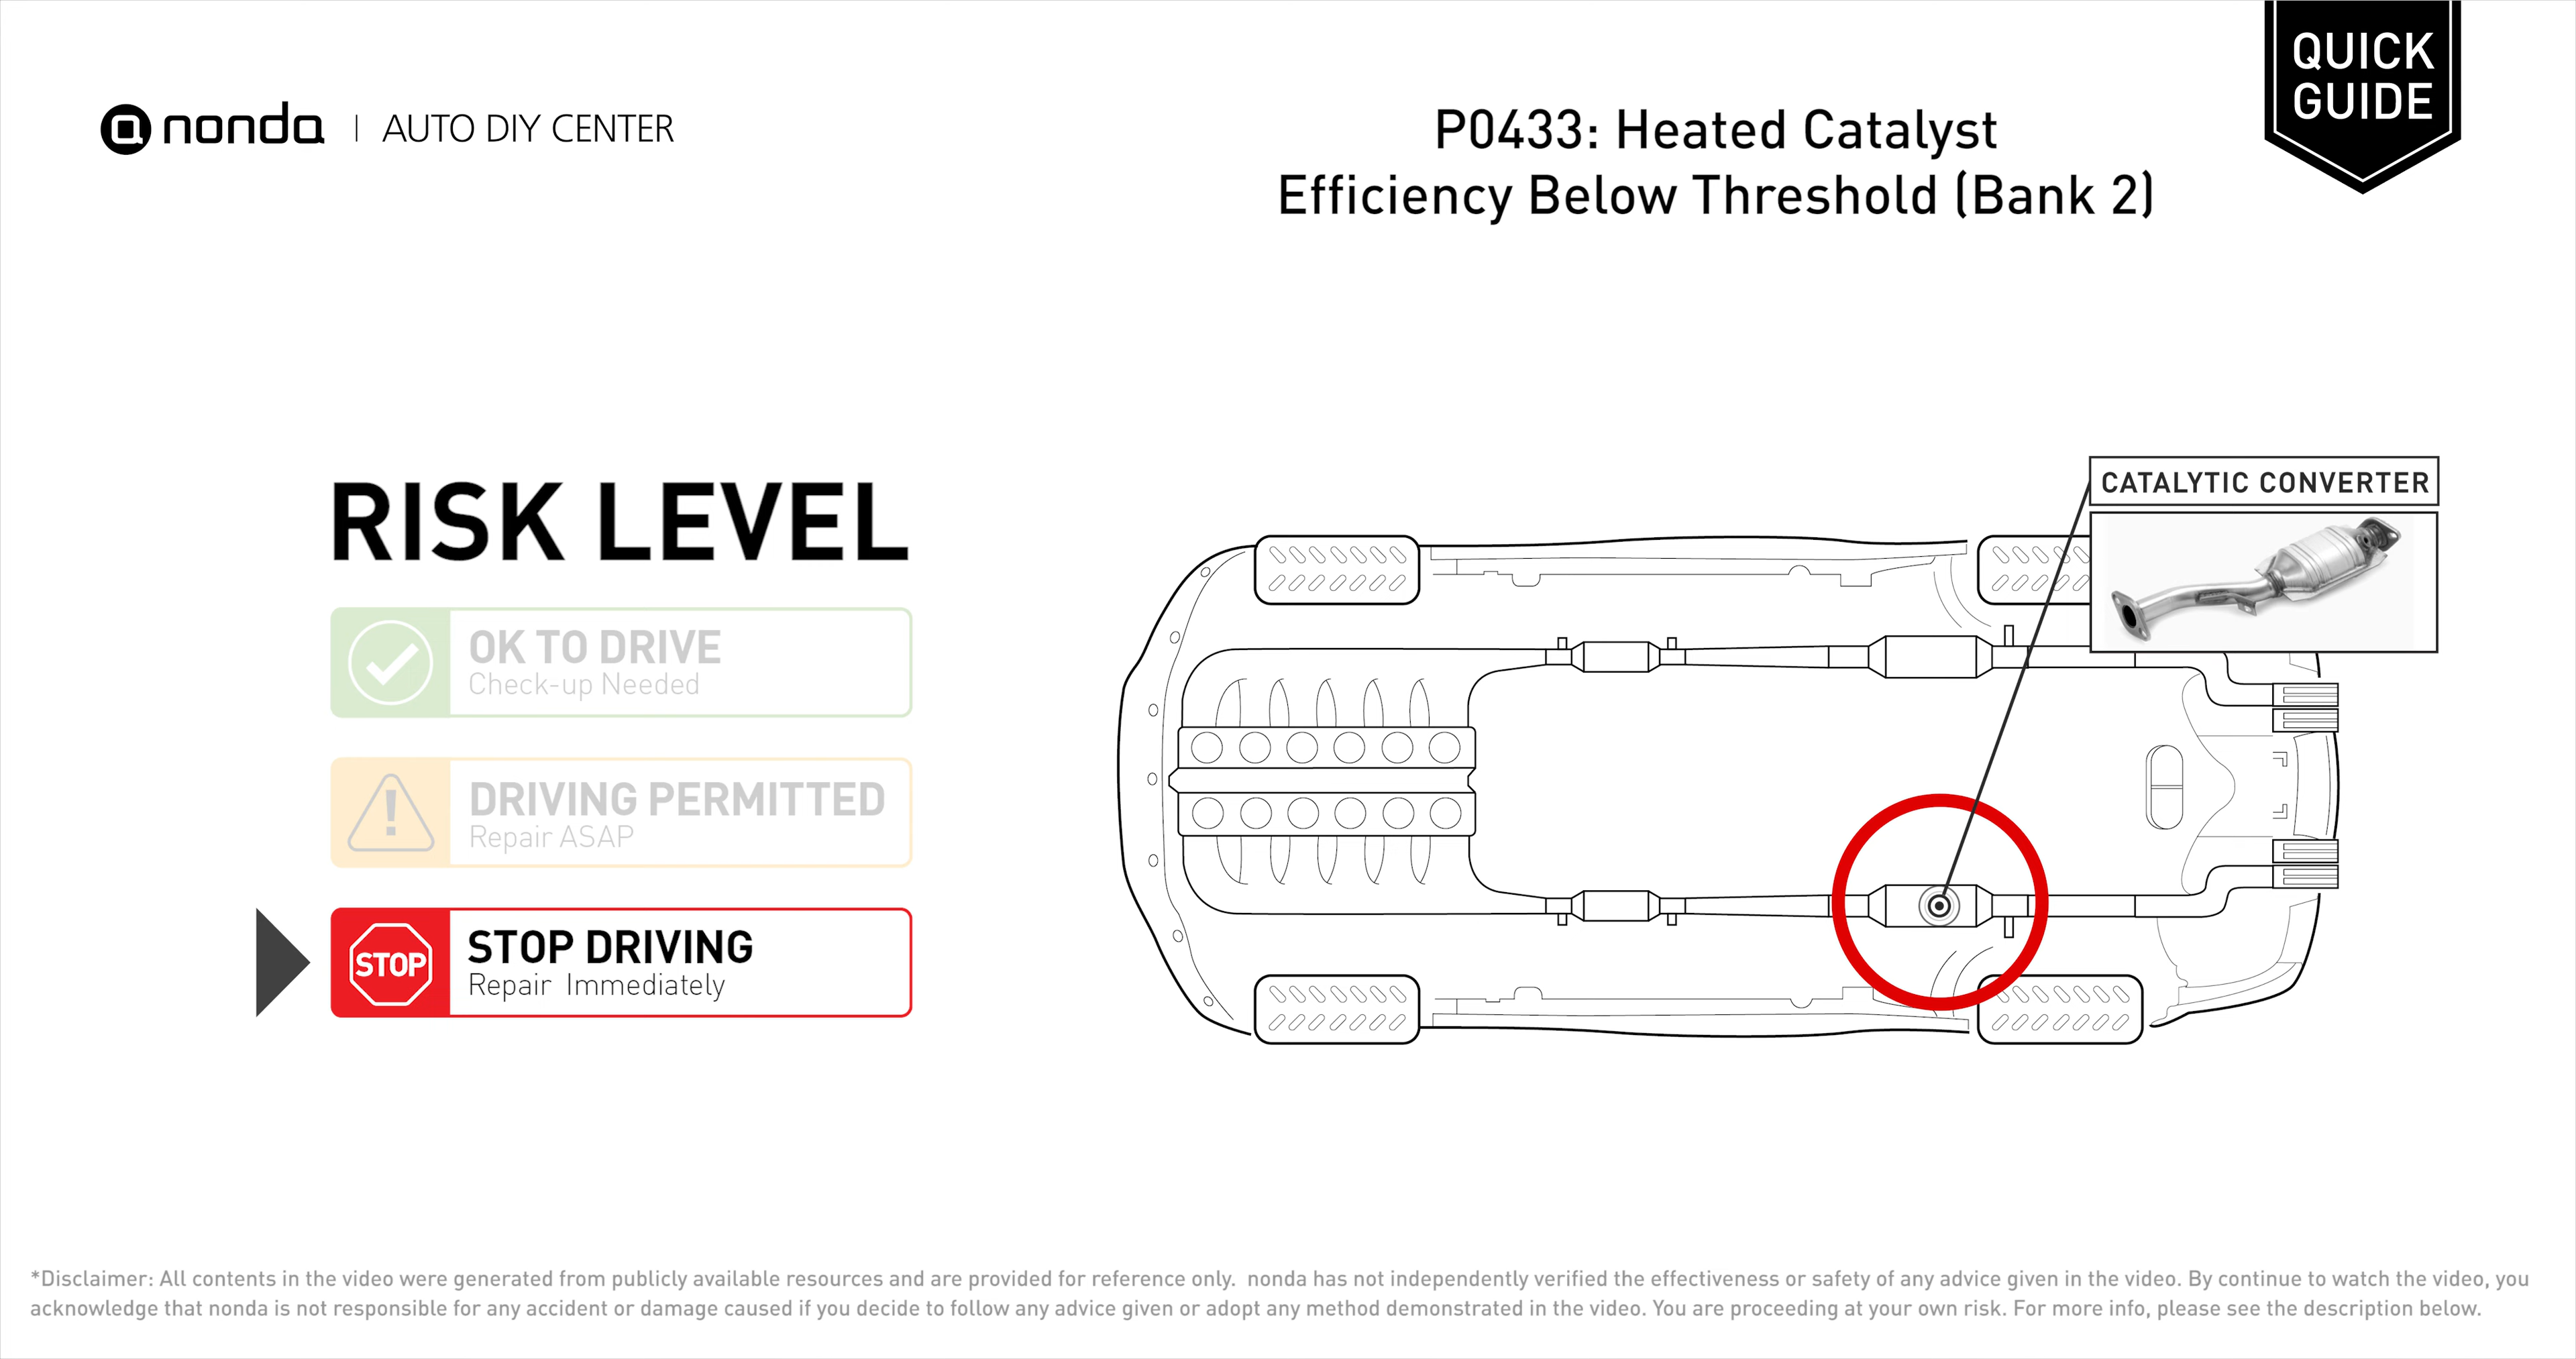 nonda | AUTO DIY CENTER
QUICK
GUIDE
P0433: Heated Catalyst
Efficiency Below Threshold (Bank 2)
RISK LEVEL
OK TO DRIVE
Check-up Needed
DRIVING PERMITTED
Repair ASAP
STOP
STOP DRIVING
Repair Immediately
CATALYTIC CONVERTER
*Disclaimer: All contents in the video were generated from publicly available resources and are provided for reference only. nonda has not independently verified the effectiveness or safety of any advice given in the video. By continue to watch the video, you
acknowledge that nonda is not responsible for any accident or damage caused if you decide to follow any advice given or adopt any method demonstrated in the video. You are proceeding at your own risk. For more info, please see the description below.